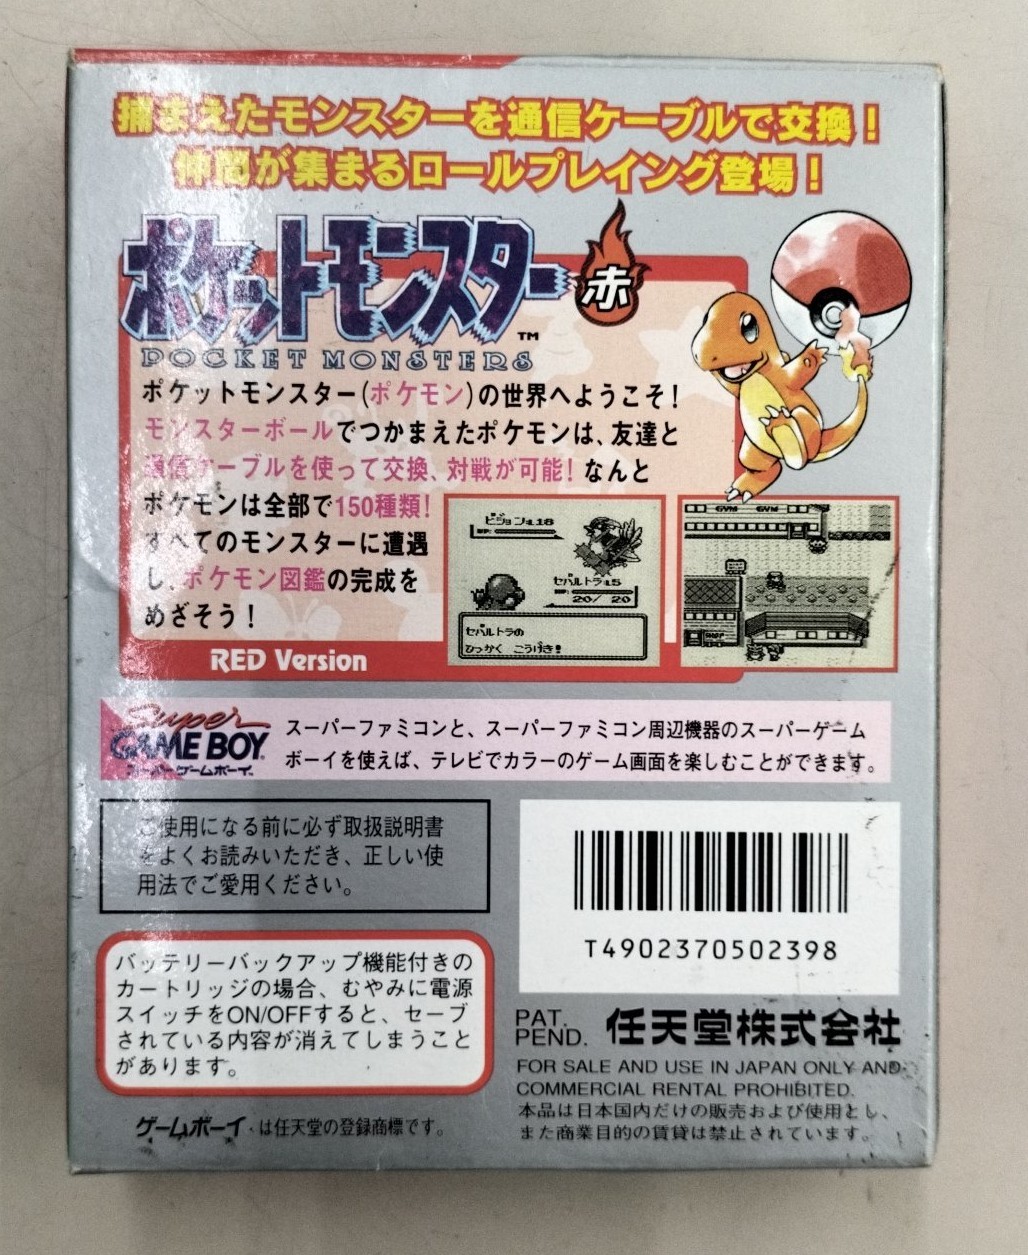 捕まえたモンスターを通信ケーブルで交換！
仲間が集まるロールプレイング登場！
ポケットモンスター
赤
TM
POCKET MONSTERS
ポケットモンスター(ポケモン)の世界へようこそ！
モンスターボールでつかまえたポケモンは、友達と
通信ケーブルを使って交換、対戦が可能！なんと
ポケモンは全部で150種類！
すべてのモンスターに遭遇
し、ポケモン図鑑の完成を
めざそう！
ピジョン :L18
HP:
セパルトラ :L5
HP:
20/ 20
セパルトラの
ひっかく こうげき！
GYM GYM
SHOP
RED Version
Super
GAME BOY
スーパーゲームボーイ
スーパーファミコンと、スーパーファミコン周辺機器のスーパーゲーム
ボーイを使えば、テレビでカラーのゲーム画面を楽しむことができます。
ご使用になる前に必ず取扱説明書
をよくお読みいただき、正しい使
用法でご愛用ください。
T4902370502398
バッテリーバックアップ機能付きの
カートリッジの場合、むやみに電源
スイッチをON/OFFすると、セーブ
されている内容が消えてしまうこと
があります。
PAT.
PEND. 任天堂株式会社
FOR SALE AND USE IN JAPAN ONLY AND
COMMERCIAL RENTAL PROHIBITED.
本品は日本国内だけの販売および使用とし、
また商業目的の賃貸は禁止されています。
ゲームボーイ は任天堂の登録商標です。